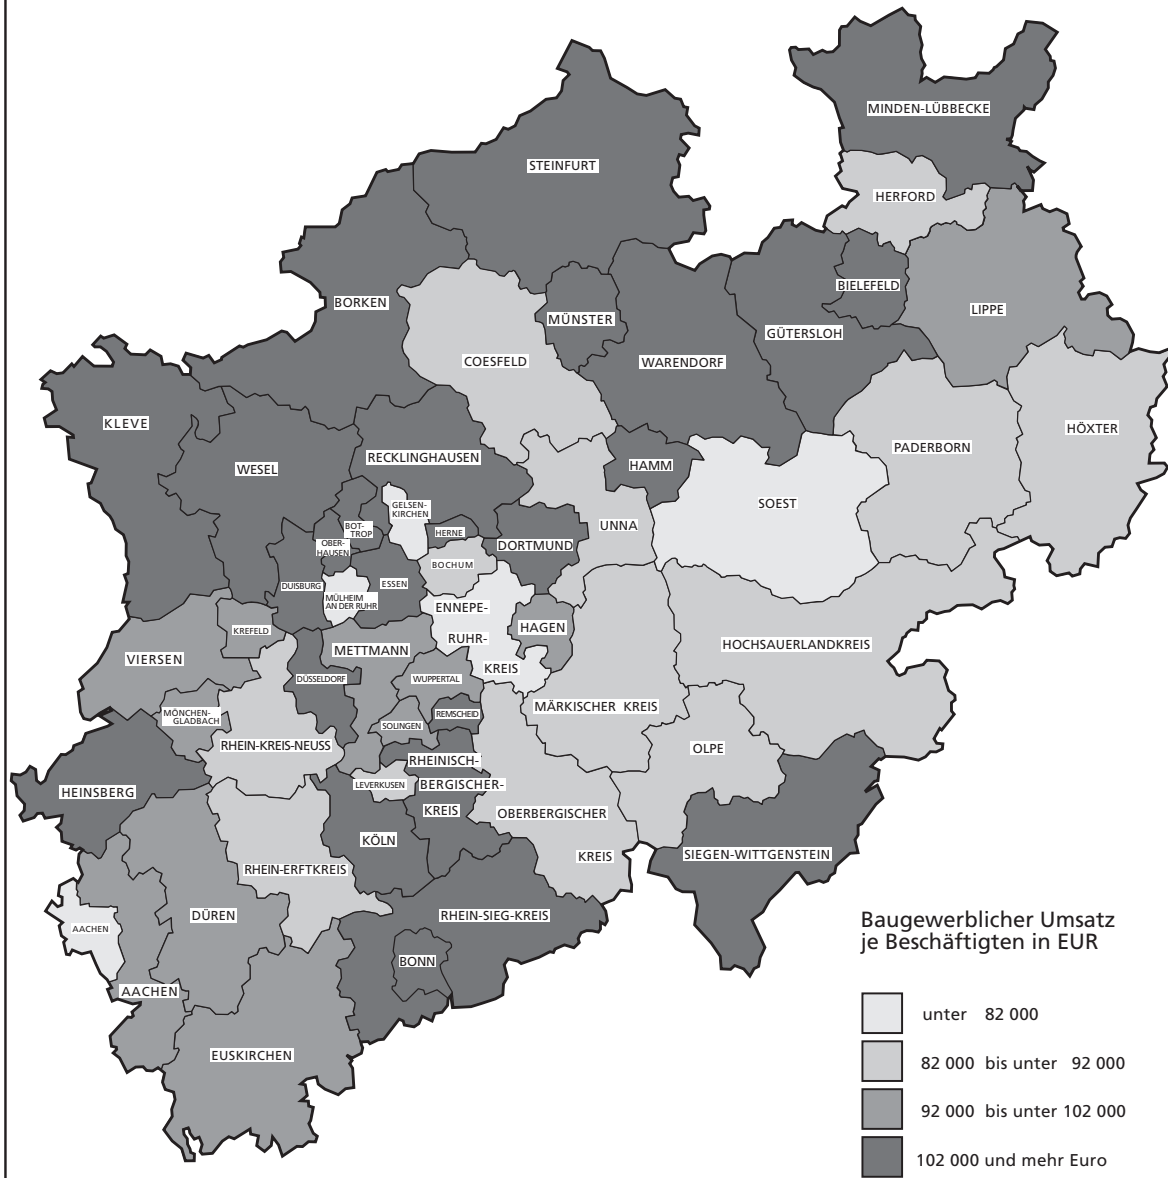 MINDEN-LÜBBECKE
STEINFURT
HERFORD
BIELEFELD
BORKEN
LIPPE
MÜNSTER
GÜTERSLOH
COESFELD
WARENDORF
KLEVE
HÖXTER
PADERBORN
RECKLINGHAUSEN
HAMM
WESEL
SOEST
GELSEN-
KIRCHEN
UNNA
BOT-
TROP
HERNE
OBER-
HAUSEN
DORTMUND
BOCHUM
DUISBURG
ESSEN
MÜLHEIM
AN DER RUHR
ENNEPE-
RUHR-
KREIS
HAGEN
KREFELD
HOCHSAUERLANDKREIS
METTMANN
VIERSEN
DÜSSELDORF
WUPPERTAL
MÄRKISCHER KREIS
MÖNCHEN-
GLADBACH
REMSCHEID
SOLINGEN
RHEIN-KREIS-NEUSS
OLPE
RHEINISCH-
BERGISCHER-
KREIS
LEVERKUSEN
HEINSBERG
OBERBERGISCHER
KREIS
KÖLN
SIEGEN-WITTGENSTEIN
RHEIN-ERFTKREIS
DÜREN
RHEIN-SIEG-KREIS
AACHEN
BONN
AACHEN
EUSKIRCHEN
Baugewerblicher Umsatz
je Beschäftigten in EUR
unter 82 000
82 000 bis unter 92 000
92 000 bis unter 102 000
102 000 und mehr Euro